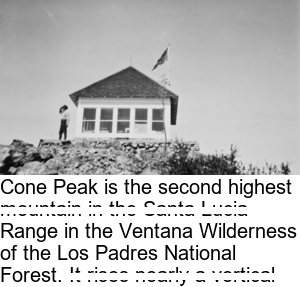 Cone Peak is the second highest
mountain in the Santa Lucia
Range in the Ventana Wilderness
of the Los Padres National
Forest. It rises nearly a vertical